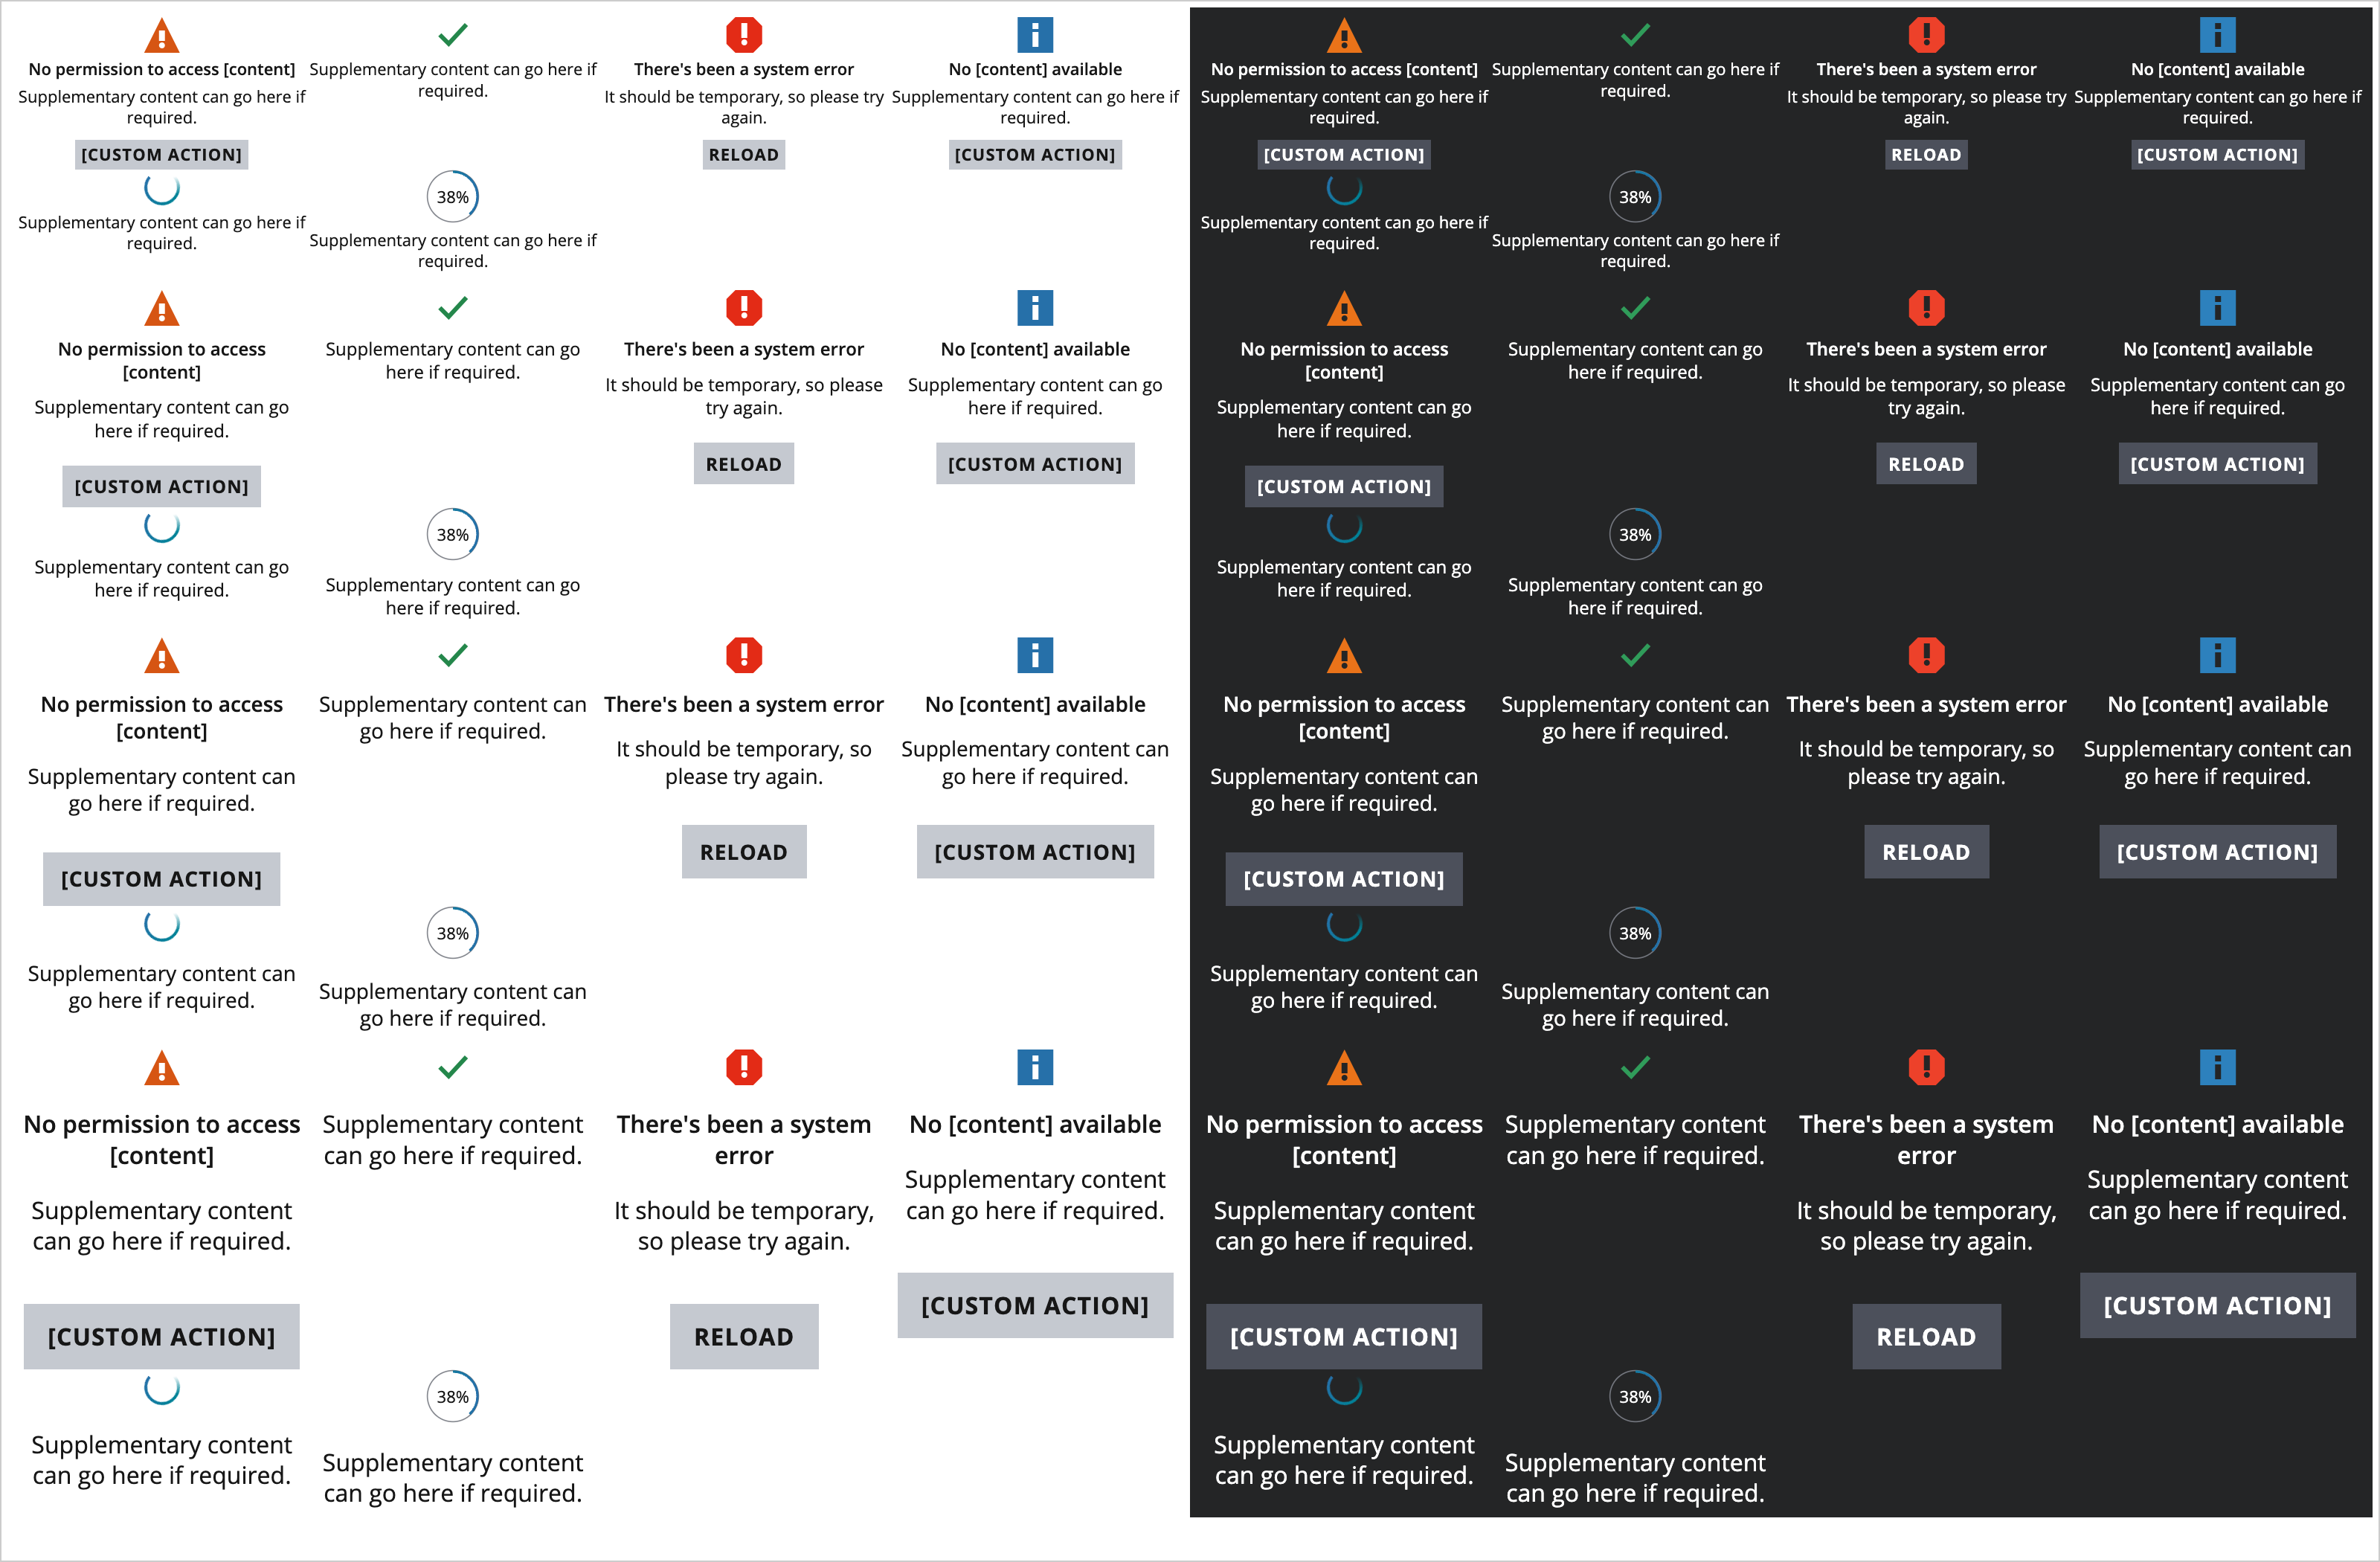 No permission to access [content]
Supplementary content can go here if
required.
[CUSTOM ACTION]
Supplementary content can go here if
required.
There's been a system error
It should be temporary, so please try
again.
RELOAD
No [content] available
Supplementary content can go here if
required.
[CUSTOM ACTION]
Supplementary content can go here if
required.
38%
Supplementary content can go here if
required.
No permission to access
[content]
Supplementary content can go
here if required.
[CUSTOM ACTION]
Supplementary content can go
here if required.
There's been a system error
It should be temporary, so please
try again.
RELOAD
No [content] available
Supplementary content can go
here if required.
[CUSTOM ACTION]
Supplementary content can go
here if required.
38%
Supplementary content can go
here if required.
No permission to access
[content]
Supplementary content can
go here if required.
[CUSTOM ACTION]
Supplementary content can
go here if required.
There's been a system error
It should be temporary, so
please try again.
RELOAD
No [content] available
Supplementary content can
go here if required.
[CUSTOM ACTION]
Supplementary content can
go here if required.
38%
Supplementary content can
go here if required.
No permission to access
[content]
Supplementary content
can go here if required.
[CUSTOM ACTION]
Supplementary content
can go here if required.
There's been a system
error
It should be temporary,
so please try again.
RELOAD
No [content] available
Supplementary content
can go here if required.
[CUSTOM ACTION]
Supplementary content
can go here if required.
38%
Supplementary content
can go here if required.
No permission to access [content]
Supplementary content can go here if
required.
[CUSTOM ACTION]
Supplementary content can go here if
required.
There's been a system error
It should be temporary, so please try
again.
RELOAD
No [content] available
Supplementary content can go here if
required.
[CUSTOM ACTION]
Supplementary content can go here if
required.
38%
Supplementary content can go here if
required.
No permission to access
[content]
Supplementary content can go
here if required.
[CUSTOM ACTION]
Supplementary content can go
here if required.
There's been a system error
It should be temporary, so please
try again.
RELOAD
No [content] available
Supplementary content can go
here if required.
[CUSTOM ACTION]
Supplementary content can go
here if required.
38%
Supplementary content can go
here if required.
No permission to access
[content]
Supplementary content can
go here if required.
[CUSTOM ACTION]
Supplementary content can
go here if required.
There's been a system error
It should be temporary, so
please try again.
RELOAD
No [content] available
Supplementary content can
go here if required.
[CUSTOM ACTION]
Supplementary content can
go here if required.
38%
Supplementary content can
go here if required.
No permission to access
[content]
Supplementary content
can go here if required.
[CUSTOM ACTION]
Supplementary content
can go here if required.
There's been a system
error
It should be temporary,
so please try again.
RELOAD
No [content] available
Supplementary content
can go here if required.
[CUSTOM ACTION]
Supplementary content
can go here if required.
38%
Supplementary content
can go here if required.